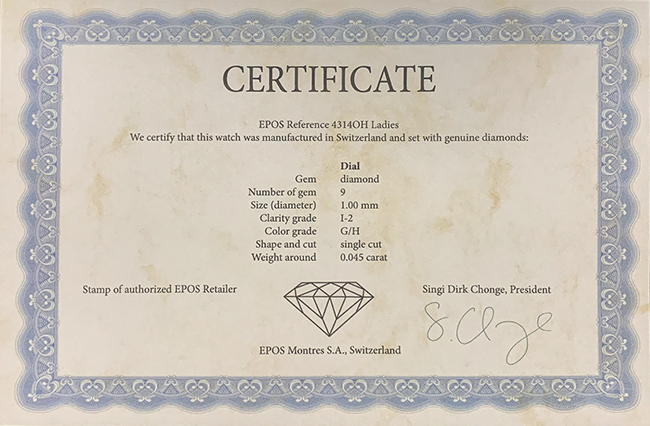 CERTIFICATE
EPOS Reference 4314OH Ladies
We certify that this watch was manufactured in Switzerland and set with genuine diamonds:
Dial
Gem diamond
Number of gem 9
Size (diameter) 1.00 mm
Clarity grade I-2
Color grade G/H
Shape and cut single cut
Weight around 0.045 carat
Stamp of authorized EPOS Retailer
Singi Dirk Chonge, President
S. Chonge
EPOS Montres S.A., Switzerland